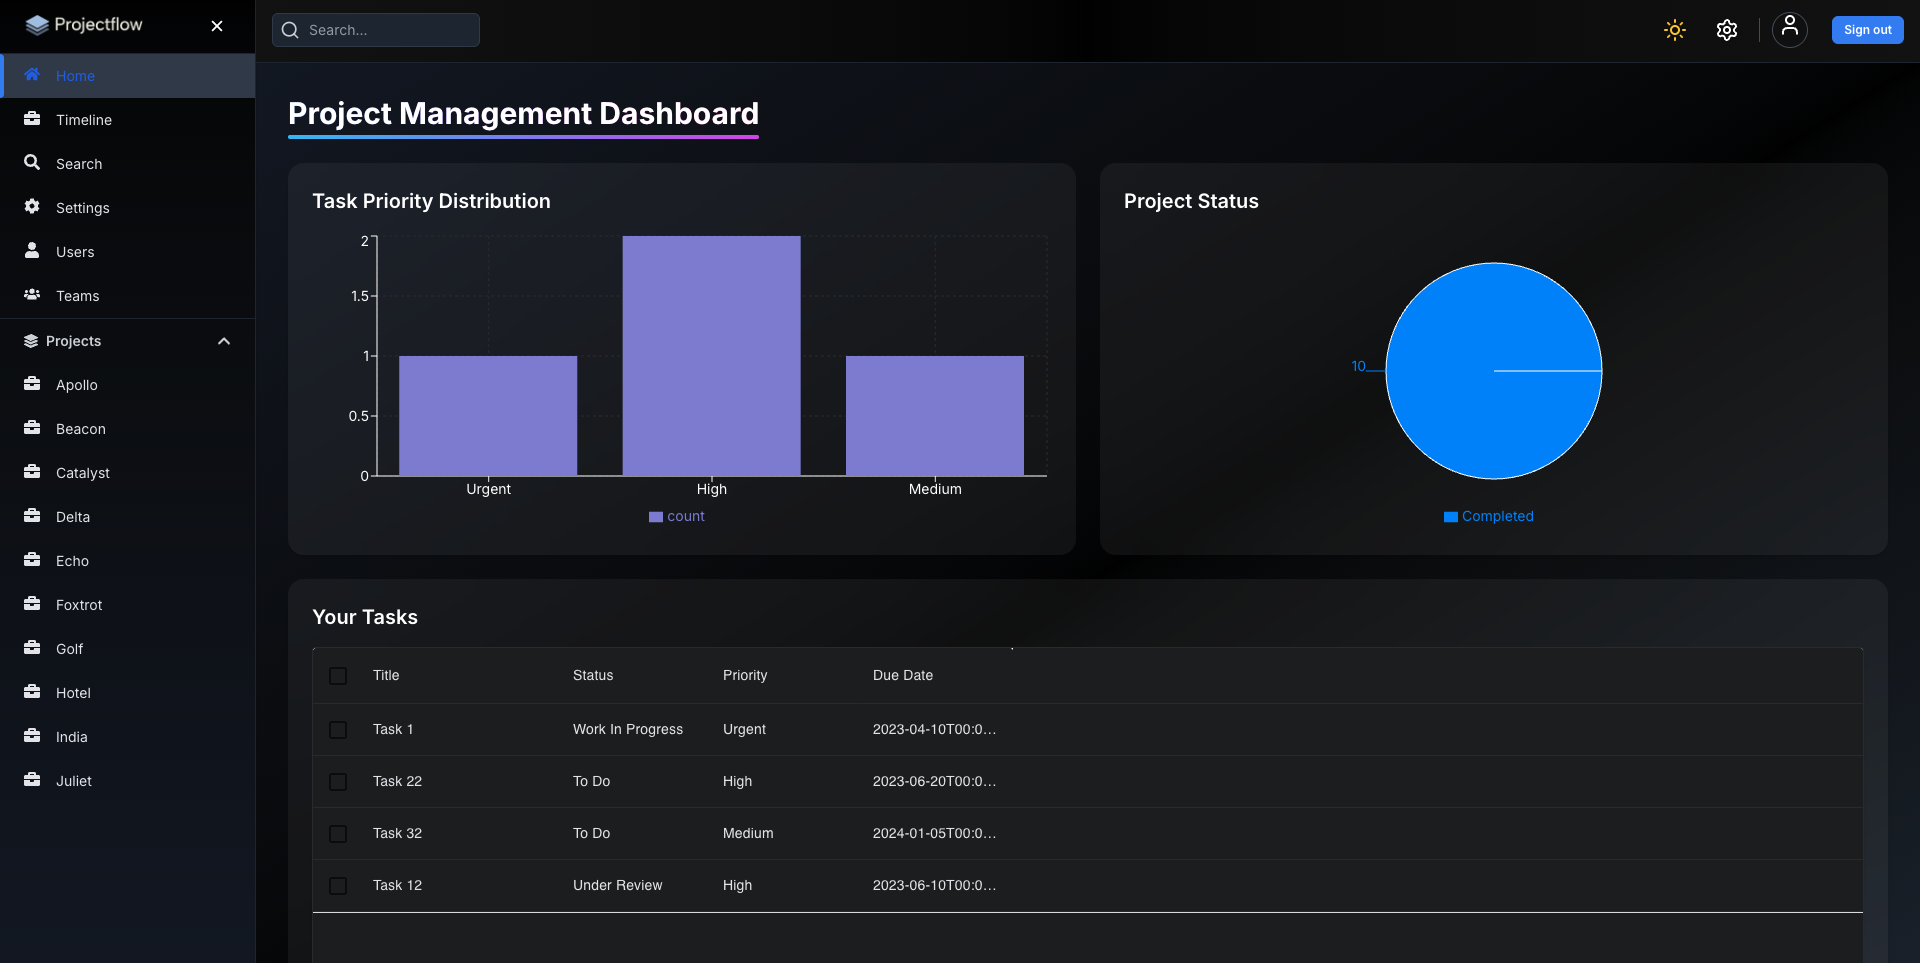 Projectflow
Search...
Sign out
Home
Timeline
Search
Settings
Users
Teams
Projects
Apollo
Beacon
Catalyst
Delta
Echo
Foxtrot
Golf
Hotel
India
Juliet
Project Management Dashboard
Task Priority Distribution
2
1.5
1
0.5
0
Urgent High Medium
count
Project Status
10
Completed
Your Tasks
Title Status Priority Due Date
Task 1 Work In Progress Urgent 2023-04-10T00:0...
Task 22 To Do High 2023-06-20T00:0...
Task 32 To Do Medium 2024-01-05T00:0...
Task 12 Under Review High 2023-06-10T00:0...